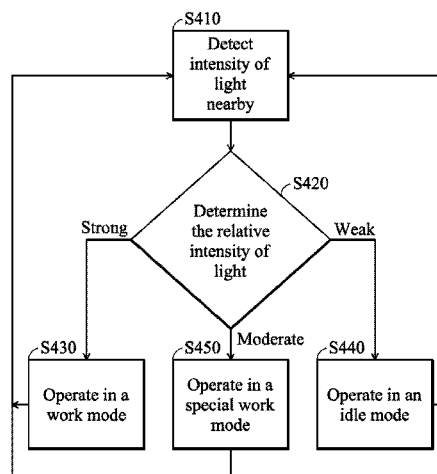 S410
Detect
intensity of
light
nearby
S420
Determine
the relative
intensity of
light
Strong
Weak
Moderate
S430
Operate in a
work mode
S450
Operate in a
special work
mode
S440
Operate in an
idle mode